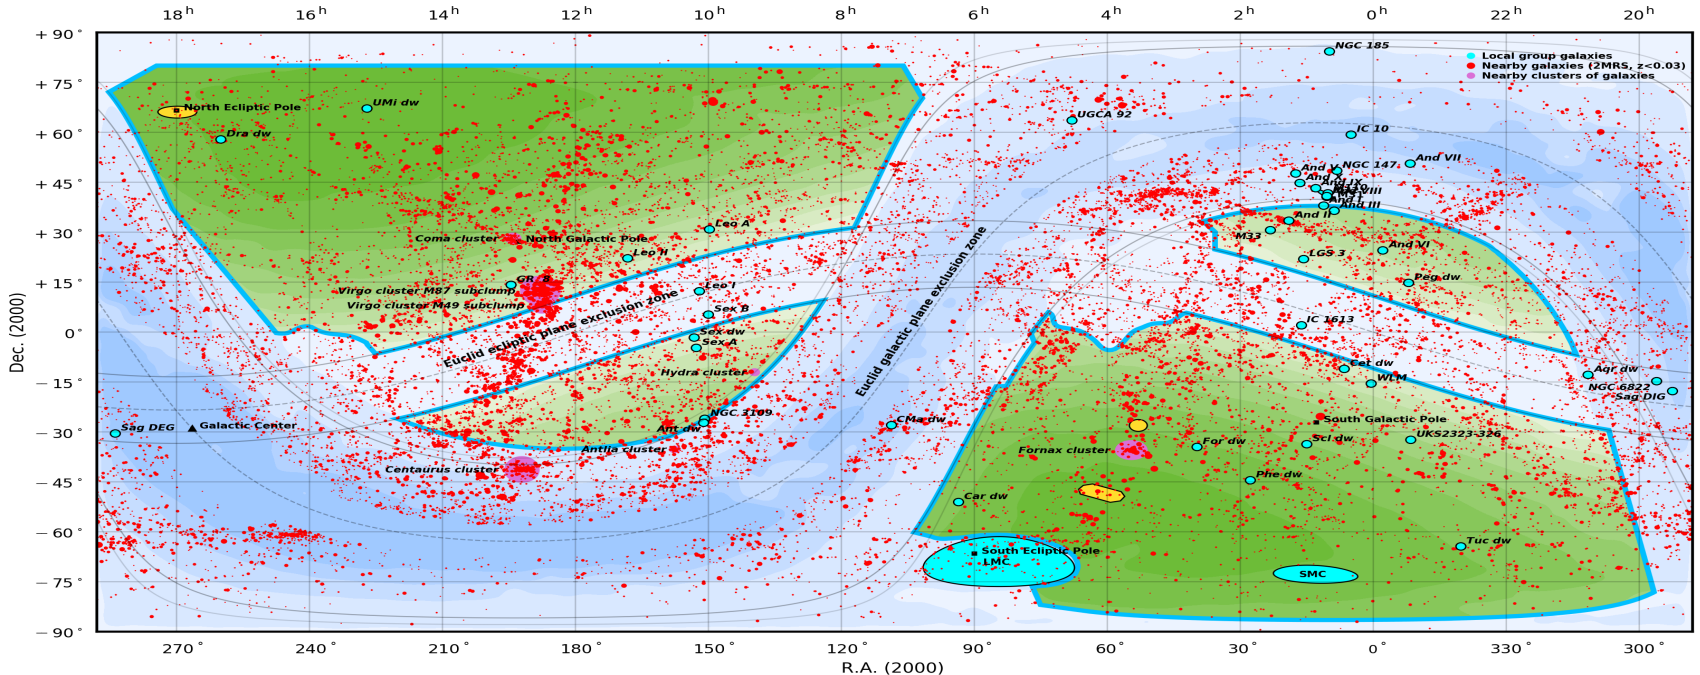 18h 16h 14h 12h 10h 8h 6h 4h 2h 0h 22h 20h
+90°
NGC 185
Local group galaxies
Nearby galaxies (2MRS, z<0.03)
Nearby clusters of galaxies
+75°
North Ecliptic Pole
UMi dw
UGCA 92
+60°
Dra dw
IC 10
And VII
NGC 147
And V
And X
And IX
+45°
And I
And III
And II
Leo A
+30°
Coma cluster
North Galactic Pole
M33
Leo II
LGS 3
And VI
GR 8
Peg dw
+15°
Virgo cluster M87 subclump
Leo I
Virgo cluster M49 subclump
Euclid ecliptic plane exclusion zone
Euclid galactic plane exclusion zone
Sex B
IC 1613
0°
Sex dw
Sex A
Cet dw
Hydra cluster
WLM
Aqr dw
−15°
NGC 6822
Sag DIG
NGC 3109
CMa dw
South Galactic Pole
Sag DEG
Galactic Center
Ant dw
−30°
Antlia cluster
Fornax cluster
For dw
Scl dw
UKS2323-326
Centaurus cluster
Phe dw
−45°
Car dw
−60°
Tuc dw
South Ecliptic Pole
LMC
SMC
−75°
−90°
270° 240° 210° 180° 150° 120° 90° 60° 30° 0° 330° 300°
R.A. (2000)
Dec. (2000)